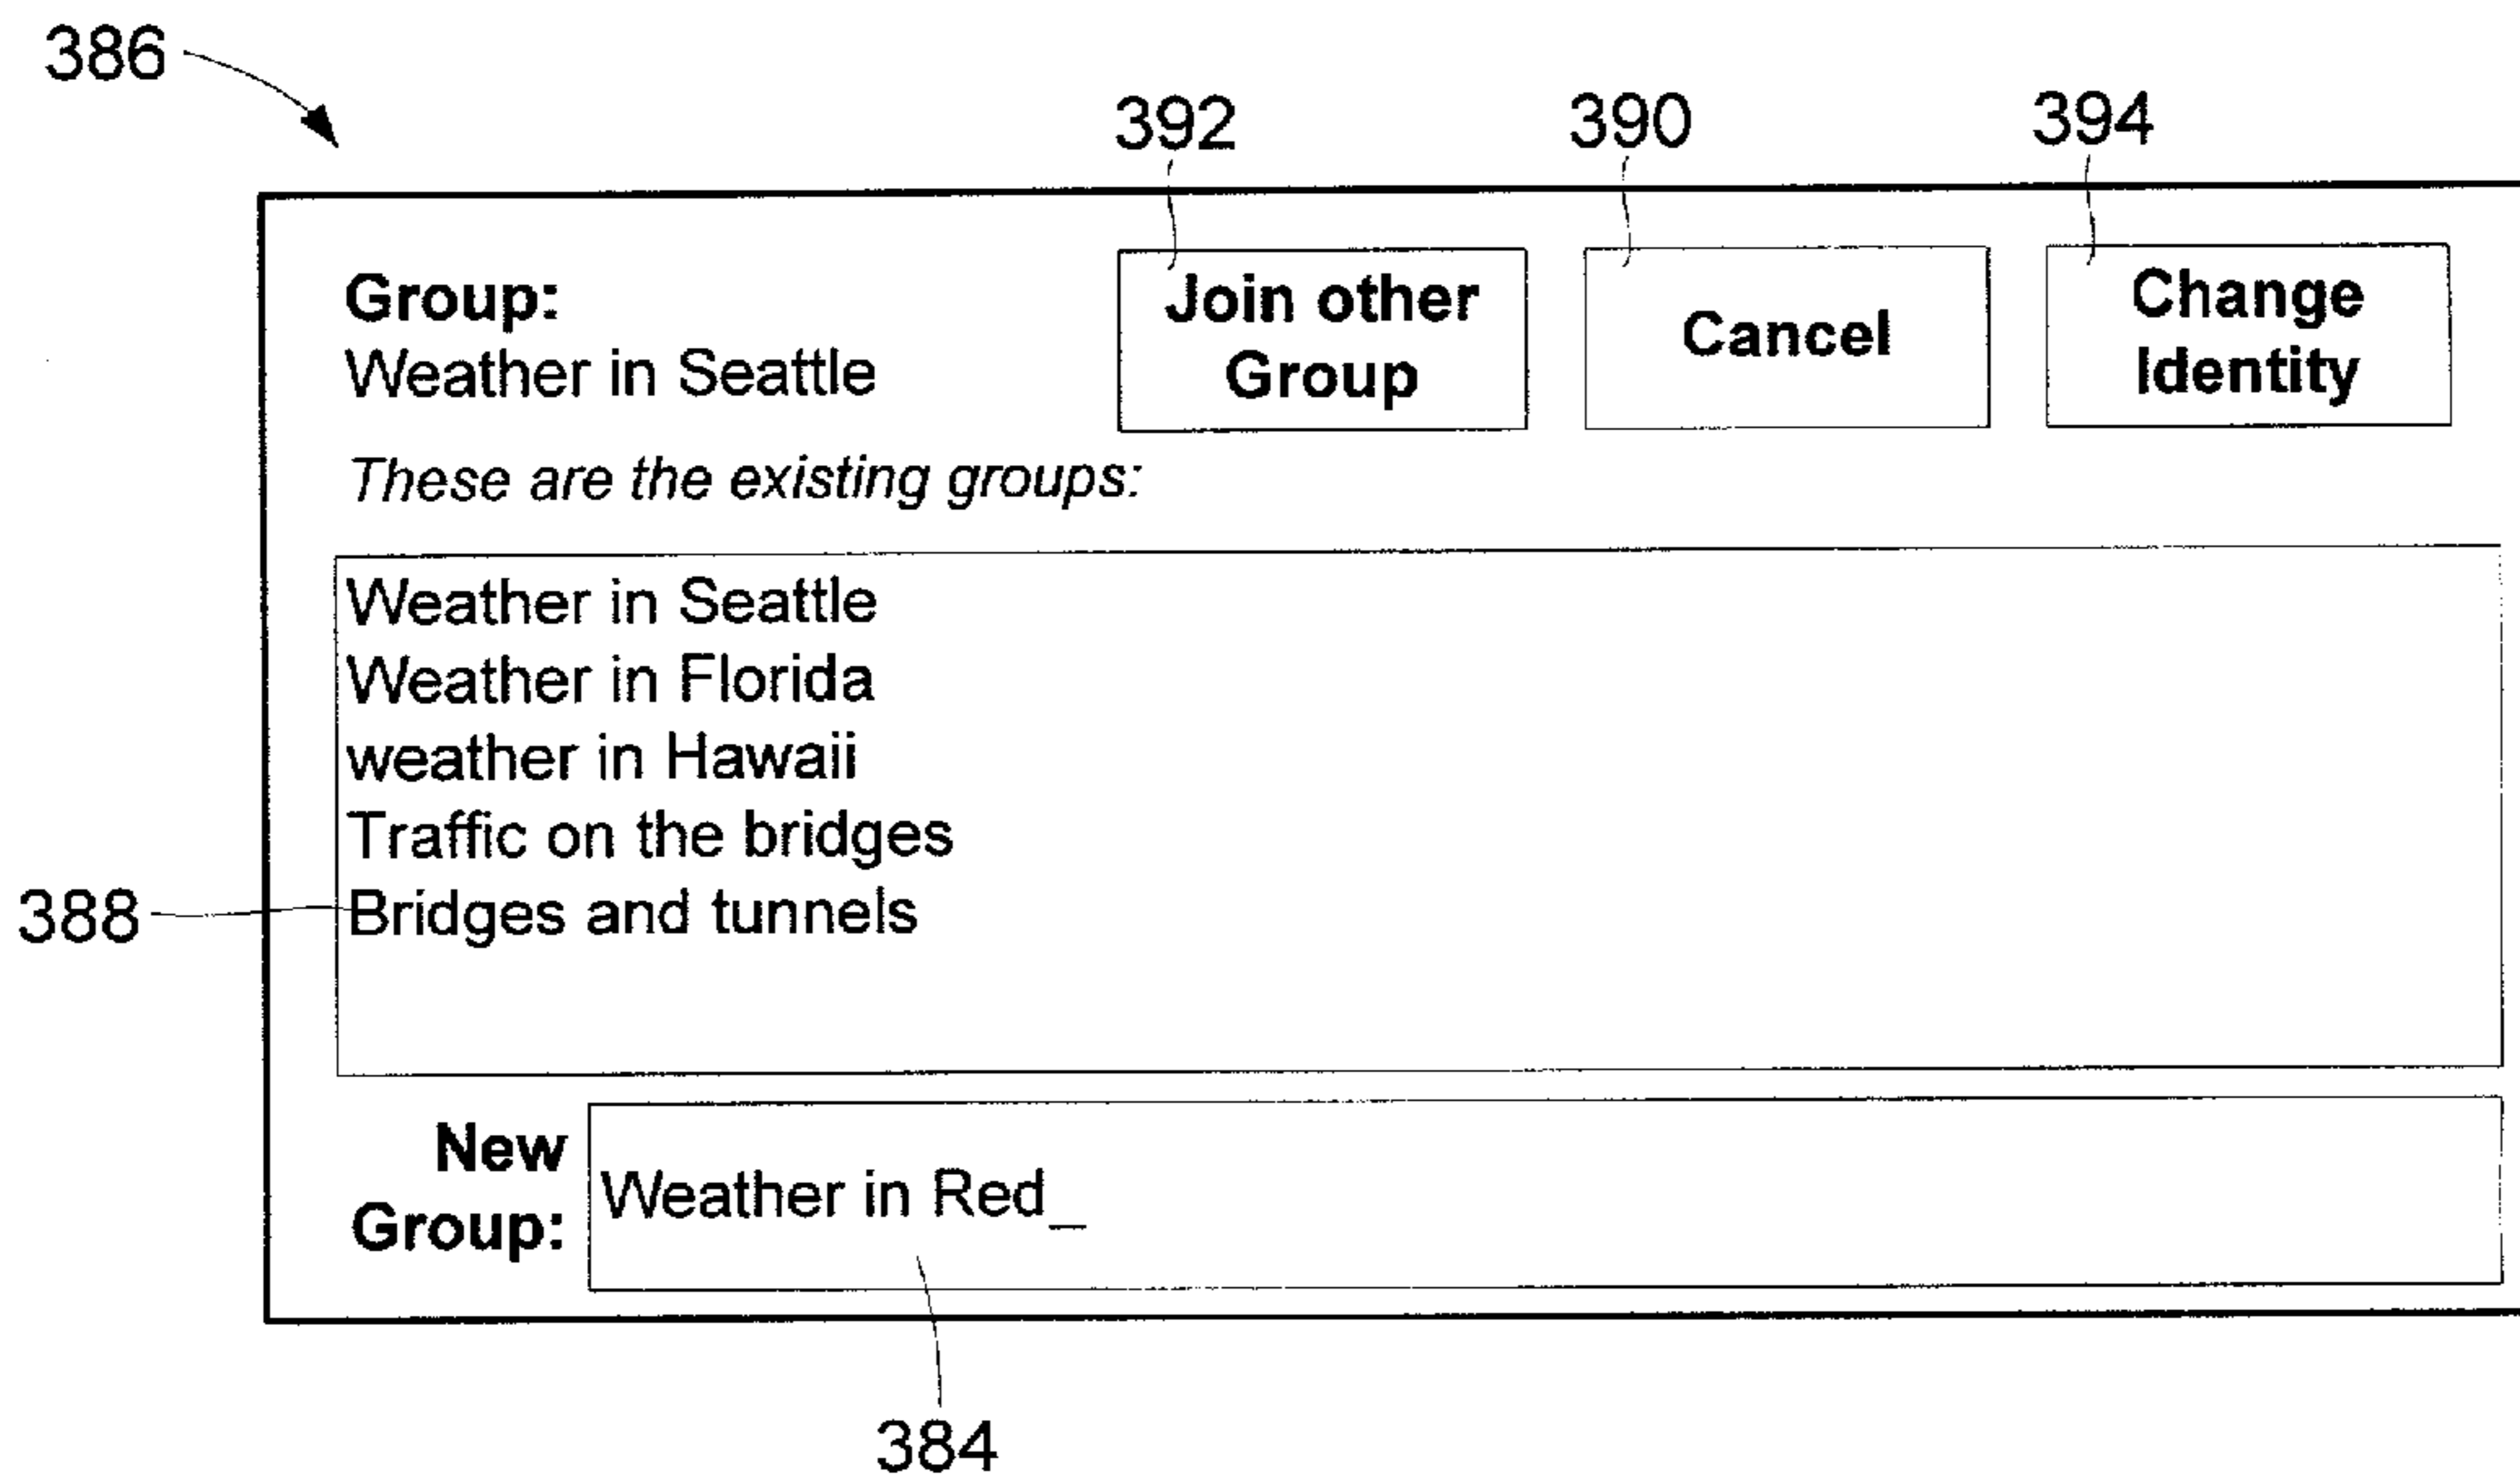 386
392
390
394
Group:
Weather in Seattle
Join other
Group
Cancel
Change
Identity
These are the existing groups:
Weather in Seattle
Weather in Florida
weather in Hawaii
Traffic on the bridges
Bridges and tunnels
388
New
Group:
Weather in Red_
384